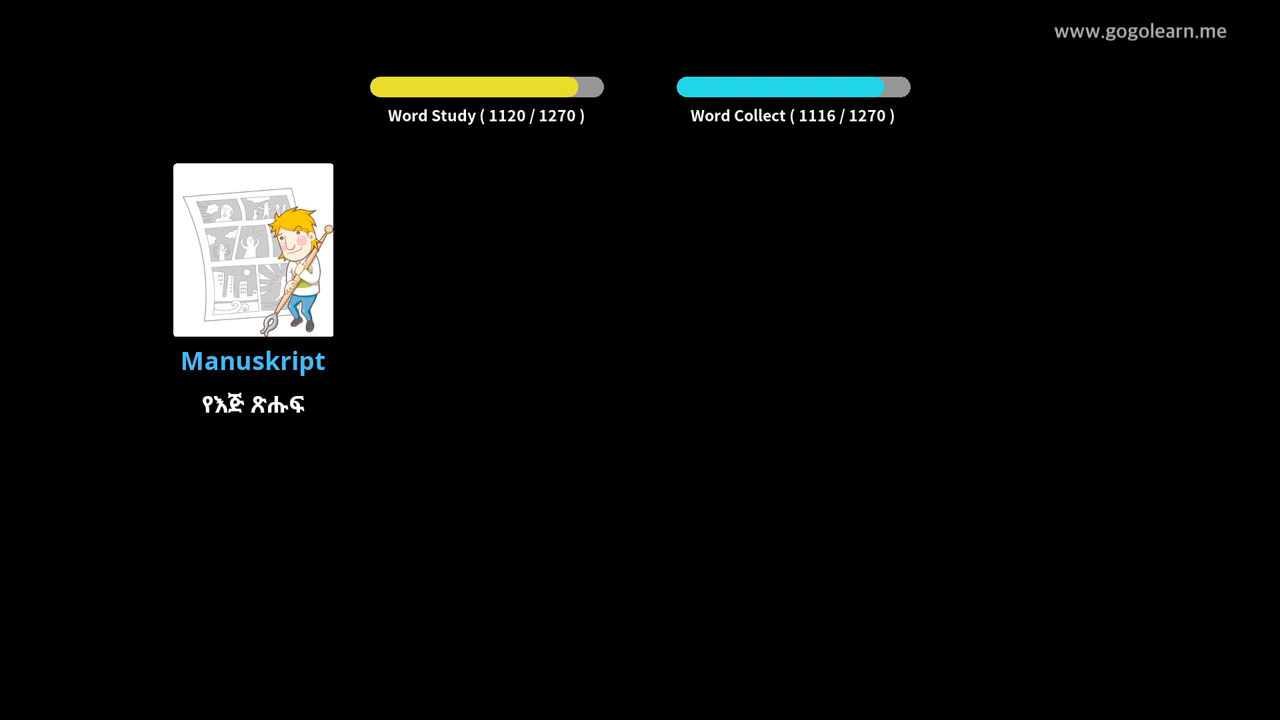 www.gogolearn.me
Word Study ( 1120 / 1270 )
Word Collect ( 1116 / 1270 )
Manuskript
የእጅ ጽሑፍ